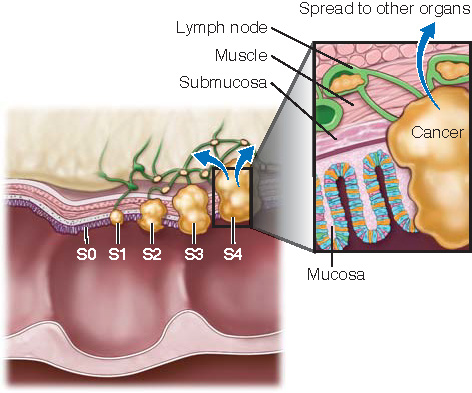 Spread to other organs
Lymph node
Muscle
Submucosa
Cancer
S0 S1 S2 S3 S4
Mucosa